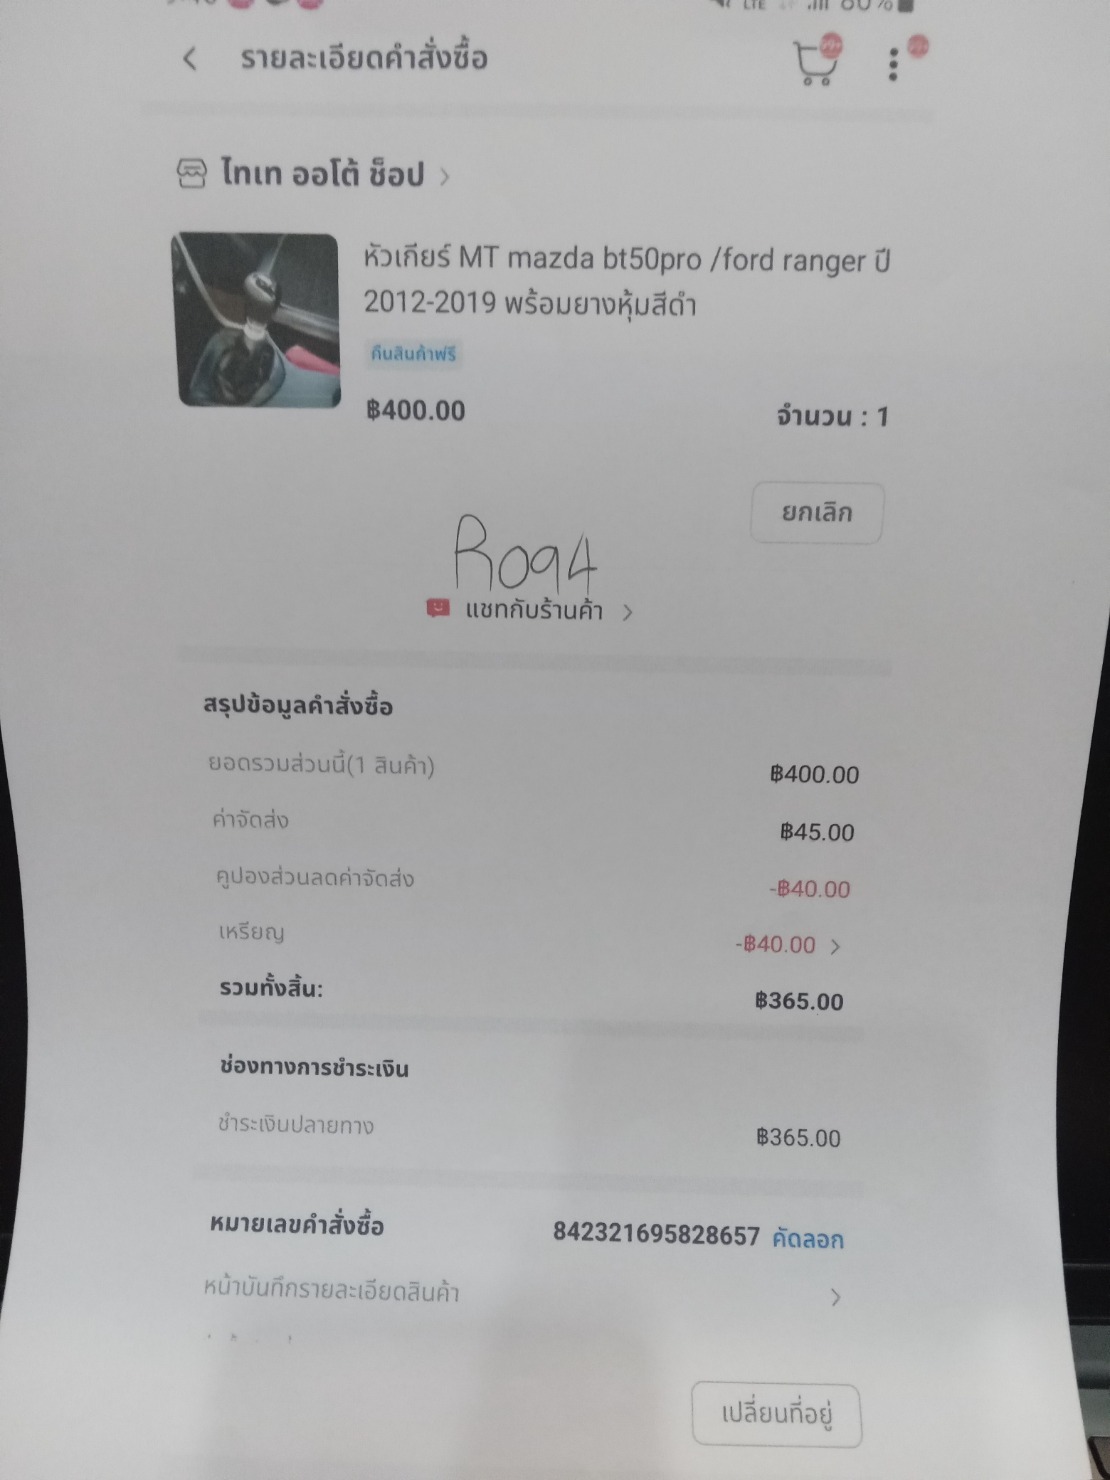 รายละเอียดคำสั่งซื้อ
ไทเท ออโต้ ช็อป
หัวเกียร์ MT mazda bt50pro /ford ranger ปี
2012-2019 พร้อมยางหุ้มสีดำ
คืนสินค้าฟรี
฿400.00 จำนวน : 1
ยกเลิก
R094
แชทกับร้านค้า
สรุปข้อมูลคำสั่งซื้อ
ยอดรวมส่วนนี้(1 สินค้า) ฿400.00
ค่าจัดส่ง ฿45.00
คูปองส่วนลดค่าจัดส่ง -฿40.00
เหรียญ -฿40.00
รวมทั้งสิ้น: ฿365.00
ช่องทางการชำระเงิน
ชำระเงินปลายทาง ฿365.00
หมายเลขคำสั่งซื้อ 842321695828657 คัดลอก
หน้าบันทึกรายละเอียดสินค้า
เปลี่ยนที่อยู่